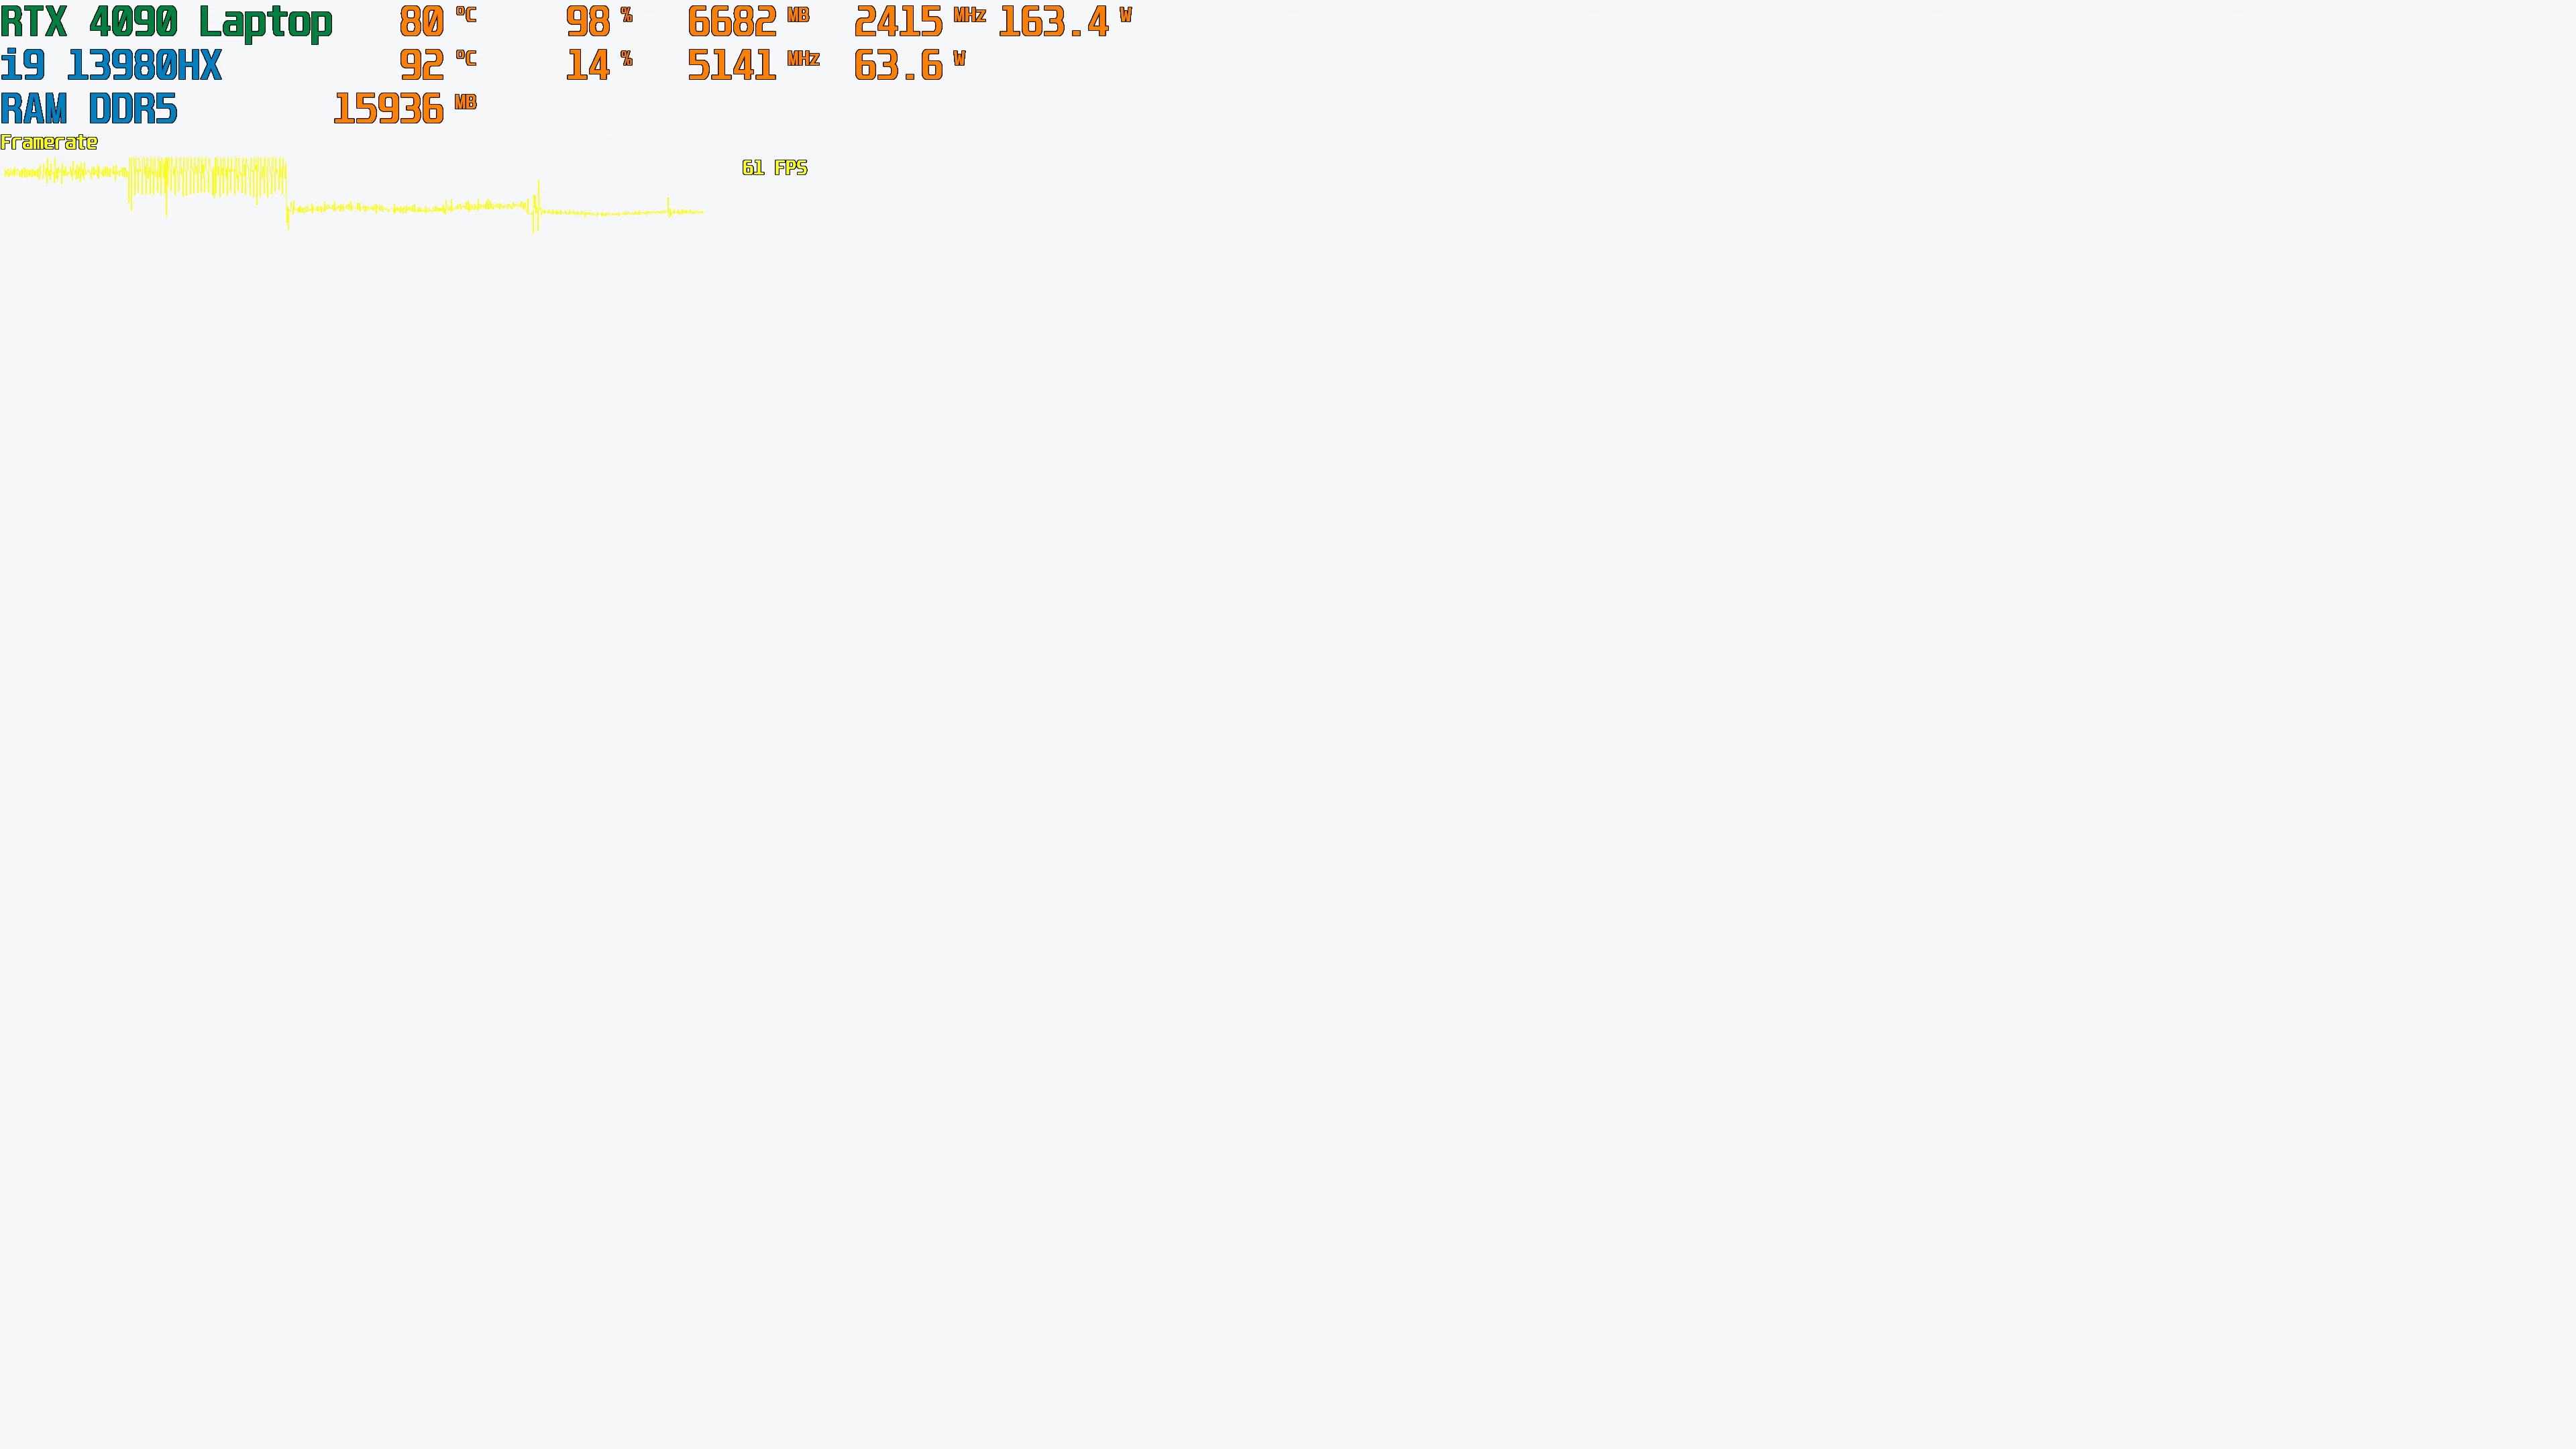 RTX 4090 Laptop 80 °C 98 % 6682 MB 2415 MHz 163.4 W
i9 13980HX 92 °C 14 % 5141 MHz 63.6 W
RAM DDR5 15936 MB
Framerate
61 FPS